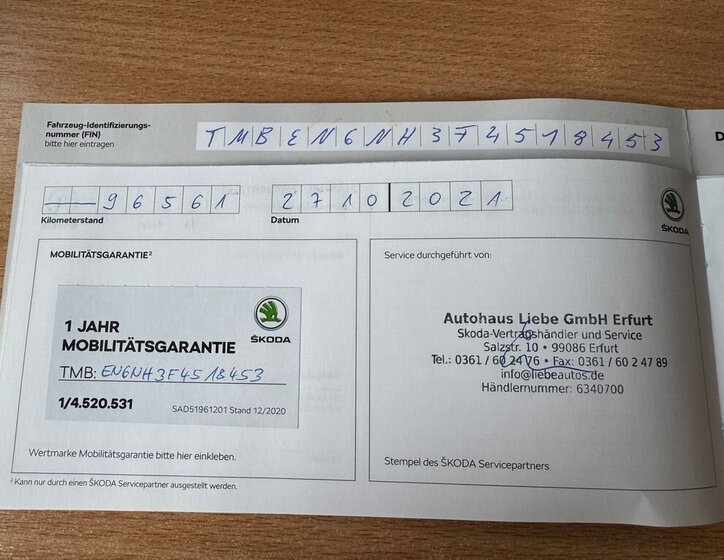 Fahrzeug-Identifizierungs-
nummer (FIN)
bitte hier eintragen
TMBEN6NH3F4518453
96561
Kilometerstand
27102021
Datum
ŠKODA
MOBILITÄTSGARANTIE²
1 JAHR
MOBILITÄTSGARANTIE
ŠKODA
TMB: EN6NH3F4518453
1/4.520.531
SAD51961201 Stand 12/2020
Wertmarke Mobilitätsgarantie bitte hier einkleben.
² Kann nur durch einen ŠKODA Servicepartner ausgestellt werden.
Service durchgeführt von:
Autohaus Liebe GmbH Erfurt
Skoda-Vertragshändler und Service
Salzstr. 10 • 99086 Erfurt
Tel.: 0361 / 60 24 76 • Fax: 0361 / 60 2 47 89
info@liebeautos.de
Händlernummer: 6340700
Stempel des ŠKODA Servicepartners